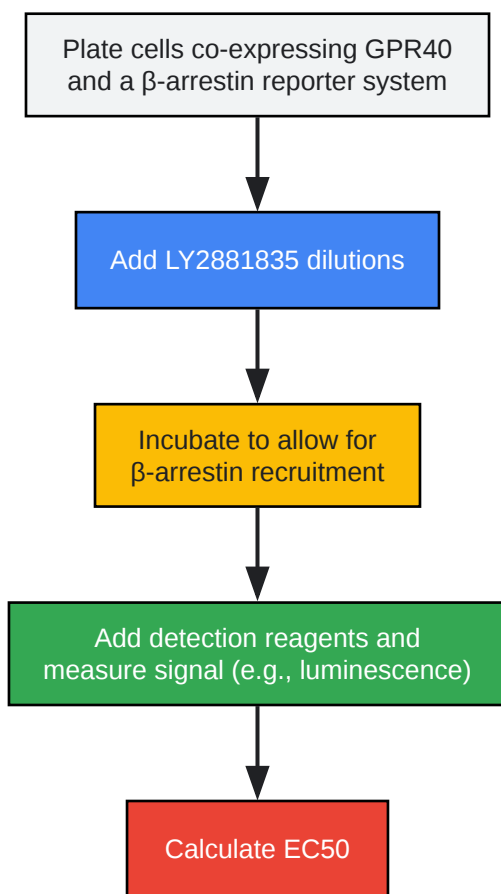 Plate cells co-expressing GPR40
and a β-arrestin reporter system
Add LY2881835 dilutions
Incubate to allow for
β-arrestin recruitment
Add detection reagents and
measure signal (e.g., luminescence)
Calculate EC50